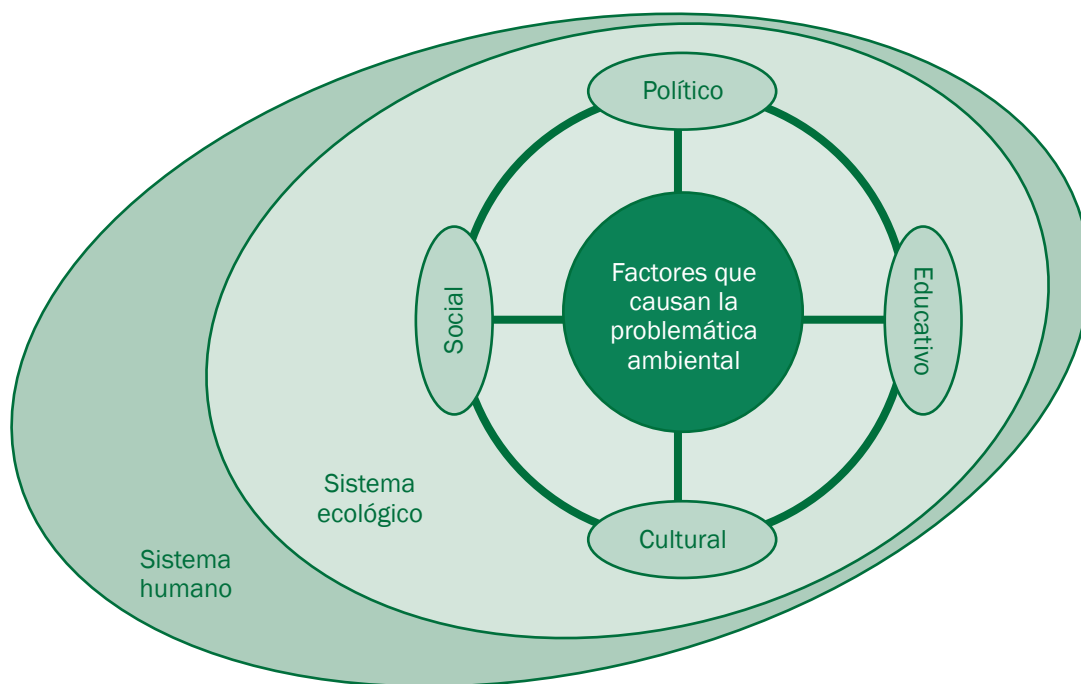 Político
Social
Factores que
causan la
problemática
ambiental
Educativo
Sistema
ecológico
Cultural
Sistema
humano